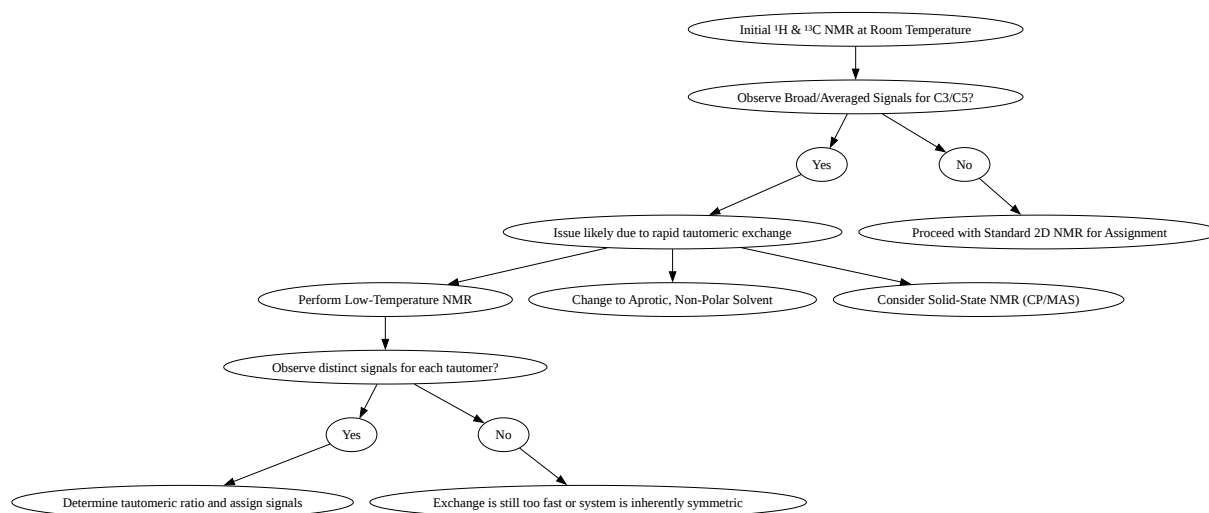 Initial ¹H & ¹³C NMR at Room Temperature
Observe Broad/Averaged Signals for C3/C5?
Yes
No
Issue likely due to rapid tautomeric exchange
Proceed with Standard 2D NMR for Assignment
Perform Low-Temperature NMR
Change to Aprotic, Non-Polar Solvent
Consider Solid-State NMR (CP/MAS)
Observe distinct signals for each tautomer?
Yes
No
Determine tautomeric ratio and assign signals
Exchange is still too fast or system is inherently symmetric